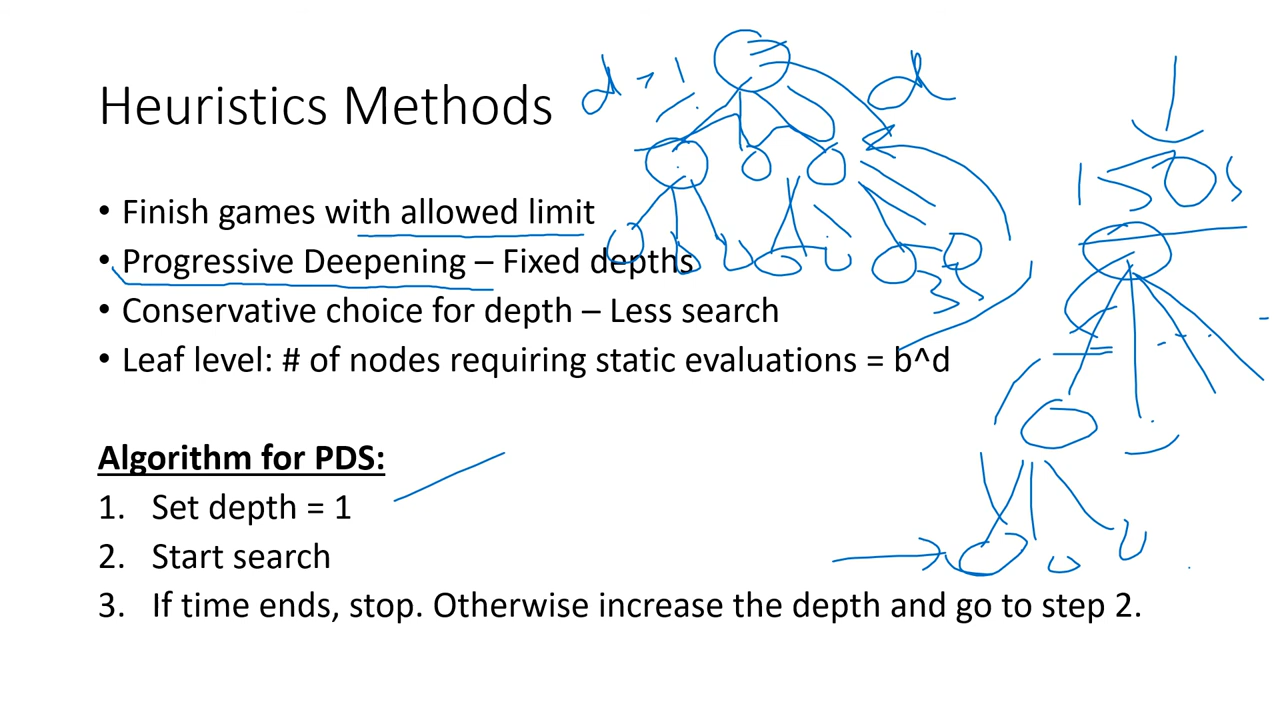 Heuristics Methods
d = 1
d
150s
• Finish games with allowed limit
• Progressive Deepening – Fixed depths
• Conservative choice for depth – Less search
• Leaf level: # of nodes requiring static evaluations = b^d
Algorithm for PDS:
1. Set depth = 1
2. Start search
3. If time ends, stop. Otherwise increase the depth and go to step 2.